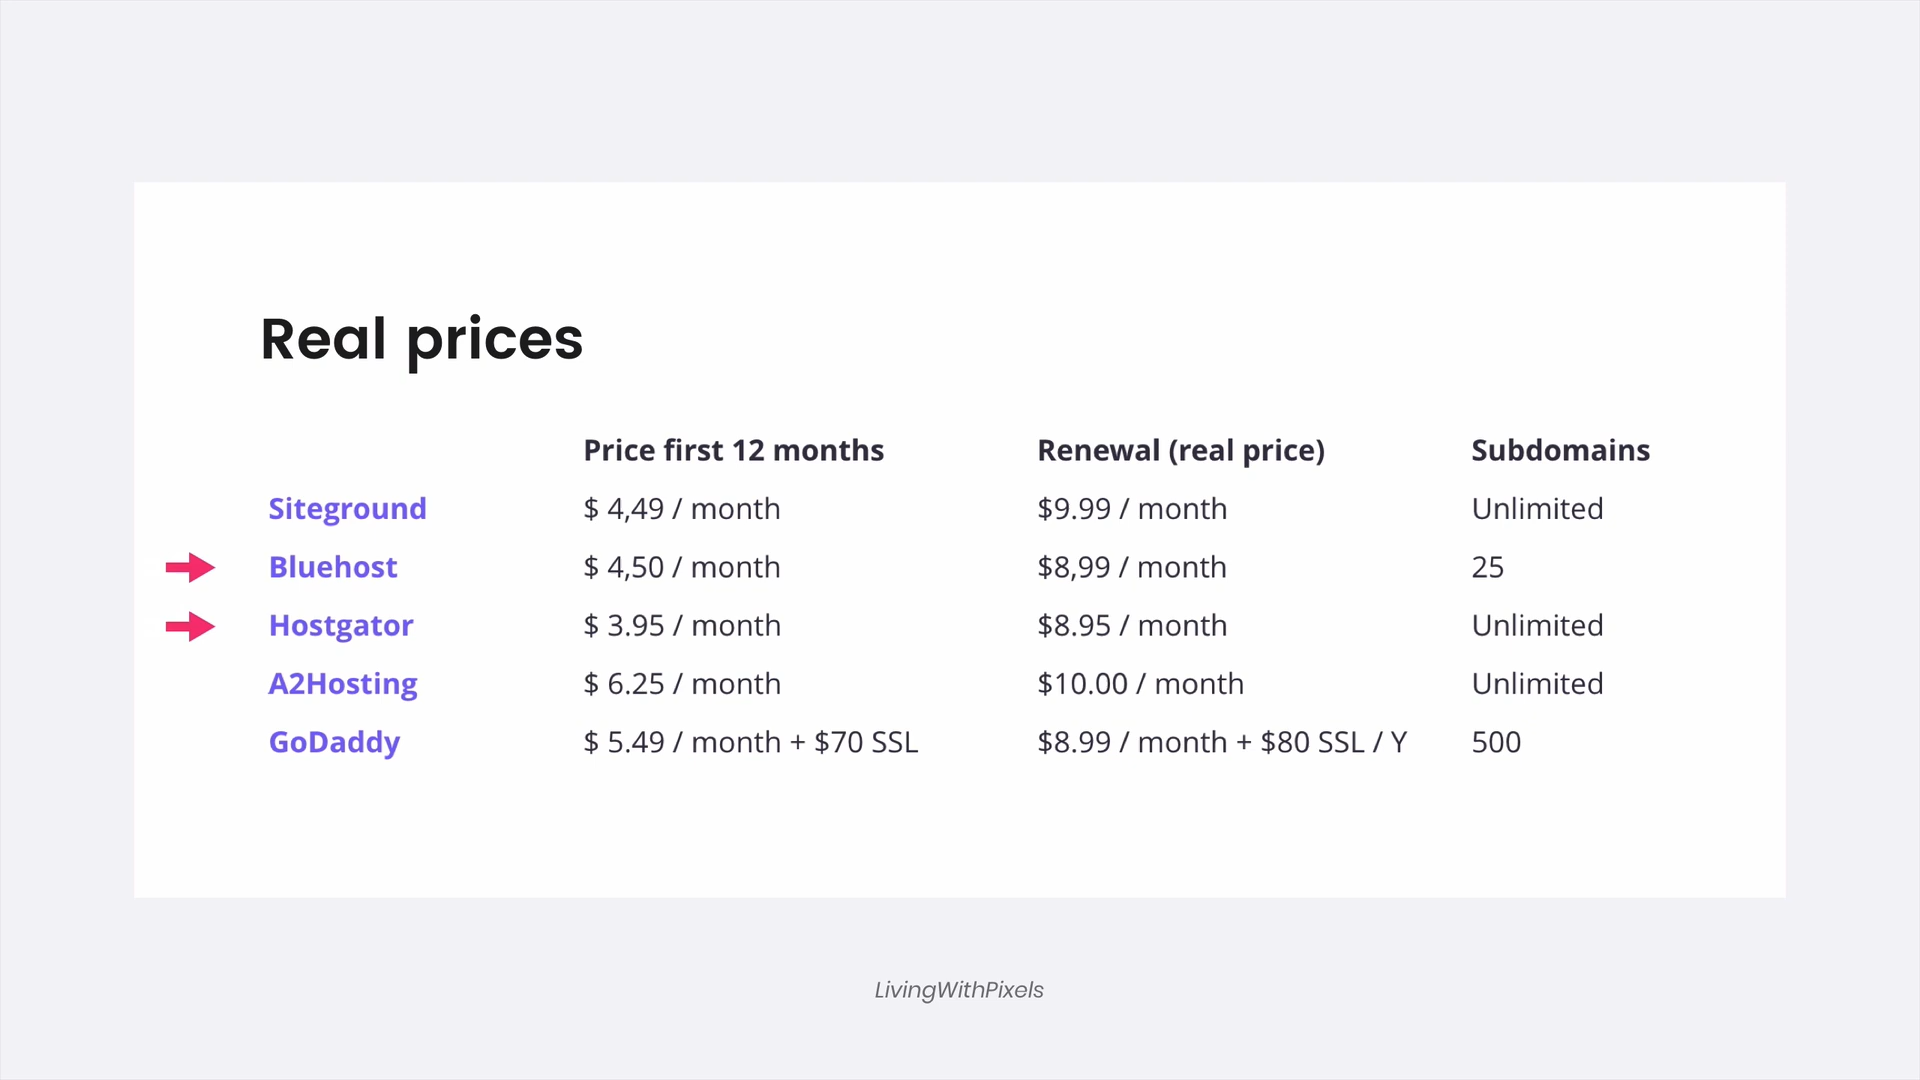 Real prices
Price first 12 months Renewal (real price) Subdomains
Siteground $ 4,49 / month $9.99 / month Unlimited
Bluehost $ 4,50 / month $8,99 / month 25
Hostgator $ 3.95 / month $8.95 / month Unlimited
A2Hosting $ 6.25 / month $10.00 / month Unlimited
GoDaddy $ 5.49 / month + $70 SSL $8.99 / month + $80 SSL / Y 500
LivingWithPixels